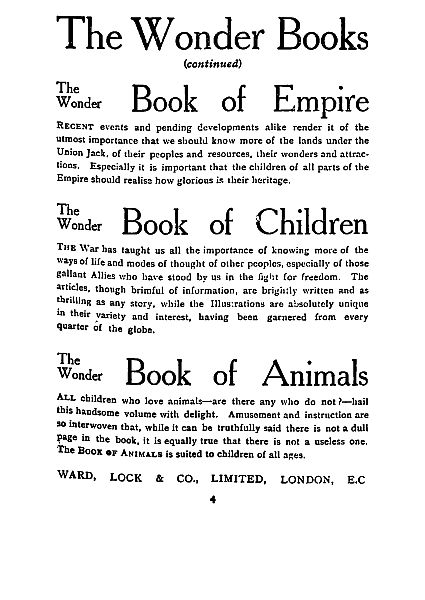 The Wonder Books
(continued)
The
Wonder Book of Empire
RECENT events and pending developments alike render it of the
utmost importance that we should know more of the lands under the
Union Jack, of their peoples and resources, their wonders and attrac-
tions. Especially it is important that the children of all parts of the
Empire should realise how glorious is their heritage.
The
Wonder Book of Children
THE War has taught us all the importance of knowing more of the
ways of life and modes of thought of other peoples, especially of those
gallant Allies who have stood by us in the fight for freedom. The
articles, though brimful of information, are brightly written and as
thrilling as any story, while the Illustrations are absolutely unique
in their variety and interest, having been garnered from every
quarter of the globe.
The
Wonder Book of Animals
ALL children who love animals—are there any who do not?—hail
this handsome volume with delight. Amusement and instruction are
so interwoven that, while it can be truthfully said there is not a dull
page in the book, it is equally true that there is not a useless one.
The BOOK OF ANIMALS is suited to children of all ages.
WARD, LOCK & CO., LIMITED, LONDON, E.C
4